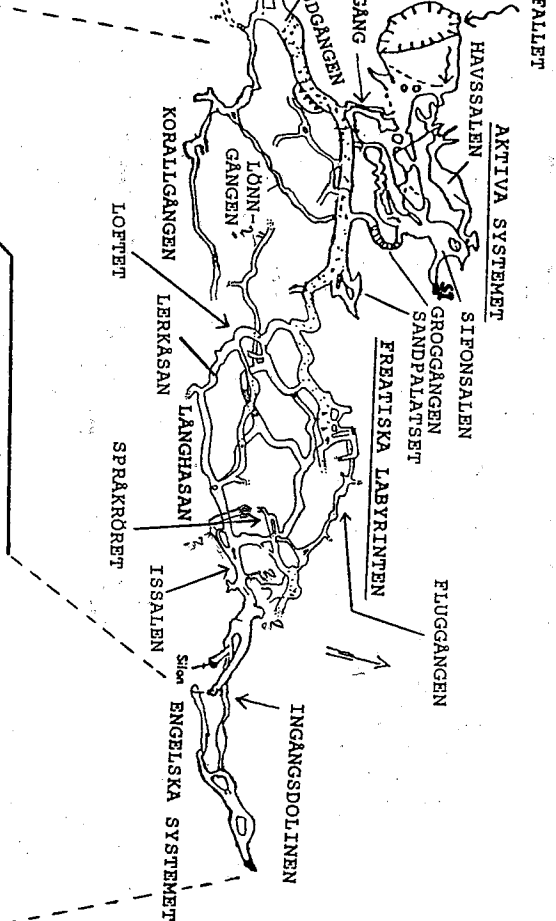 FALLET
AKTIVA SYSTEMET
HAVSSALEN
SIFONSALEN
GROGGÅNGEN
SANDPALATSET
FLUGGÅNGEN
FREATISKA LABYRINTEN
GÅNG
DGÅNGEN
INGÅNGSDOLINEN
LÖNN-
GÅNGEN
KORALLGÅNGEN
LÅNGHASAN
LERKÅSAN
LOFTET
SPRÅKRÖRET
ISSALEN
Silon
ENGELSKA SYSTEMET